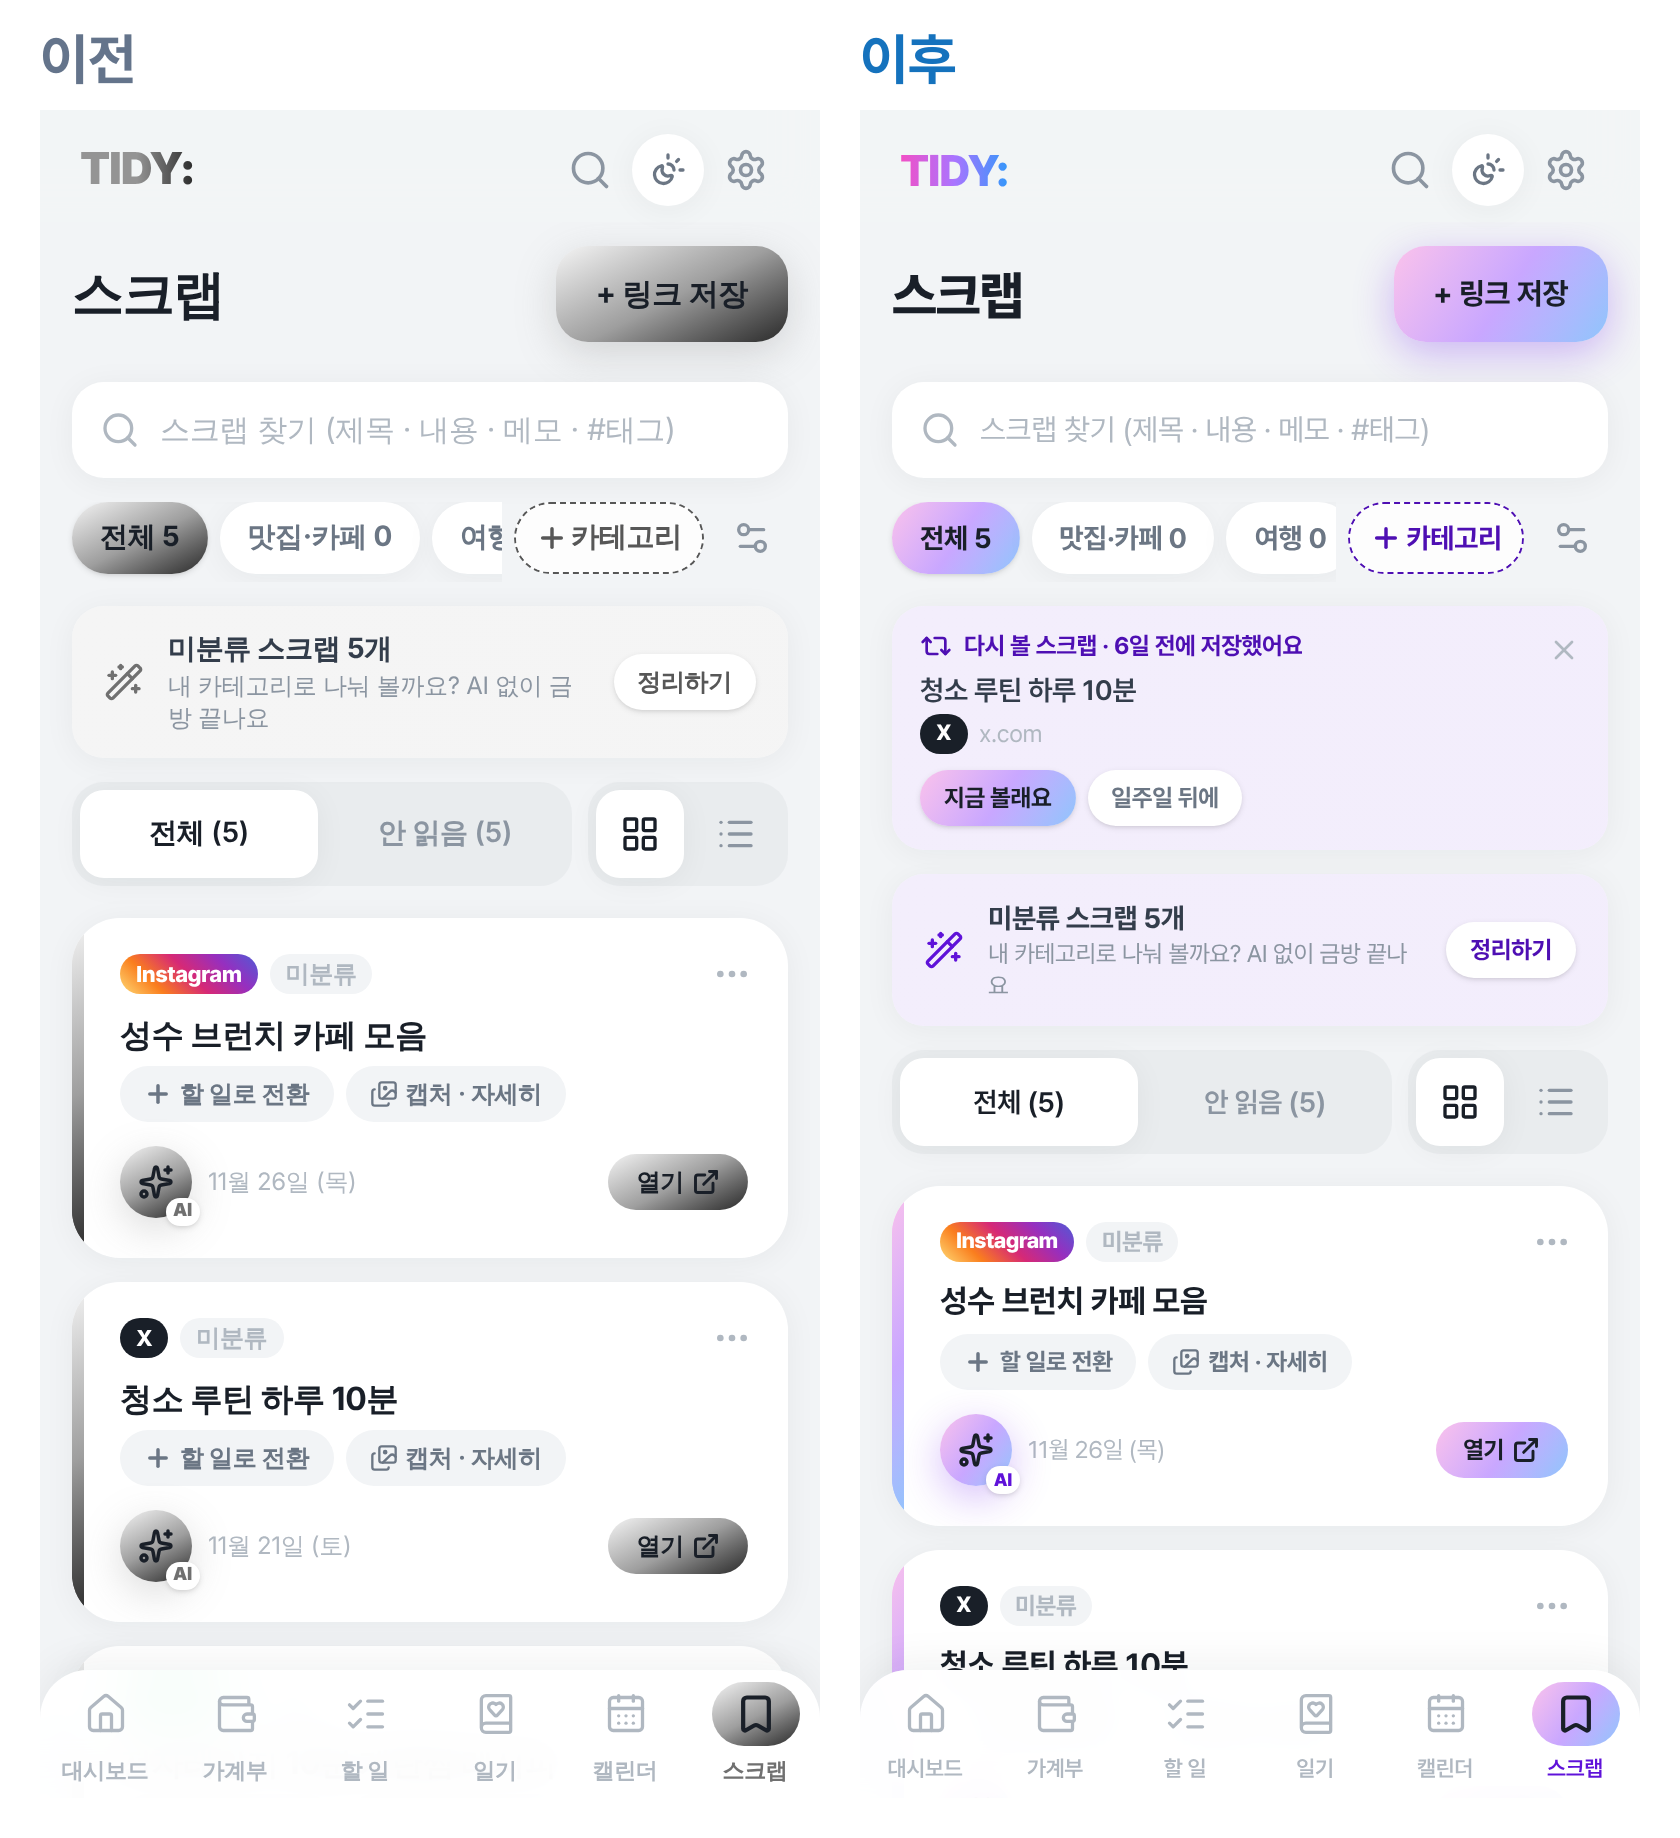 이전
TIDY:
스크랩
+ 링크 저장
스크랩 찾기 (제목 · 내용 · 메모 · #태그)
전체 5
맛집·카페 0
여행
+ 카테고리
미분류 스크랩 5개
내 카테고리로 나눠 볼까요? AI 없이 금
방 끝나요
정리하기
전체 (5)
안 읽음 (5)
Instagram
미분류
성수 브런치 카페 모음
+ 할 일로 전환
캡처 · 자세히
AI
11월 26일 (목)
열기
X
미분류
청소 루틴 하루 10분
+ 할 일로 전환
캡처 · 자세히
AI
11월 21일 (토)
열기
대시보드
가계부
할 일
일기
캘린더
스크랩
이후
TIDY:
스크랩
+ 링크 저장
스크랩 찾기 (제목 · 내용 · 메모 · #태그)
전체 5
맛집·카페 0
여행 0
+ 카테고리
다시 볼 스크랩 · 6일 전에 저장했어요
청소 루틴 하루 10분
X
x.com
지금 볼래요
일주일 뒤에
미분류 스크랩 5개
내 카테고리로 나눠 볼까요? AI 없이 금방 끝나
요
정리하기
전체 (5)
안 읽음 (5)
Instagram
미분류
성수 브런치 카페 모음
+ 할 일로 전환
캡처 · 자세히
AI
11월 26일 (목)
열기
X
미분류
청소 루틴 하루 10분
대시보드
가계부
할 일
일기
캘린더
스크랩